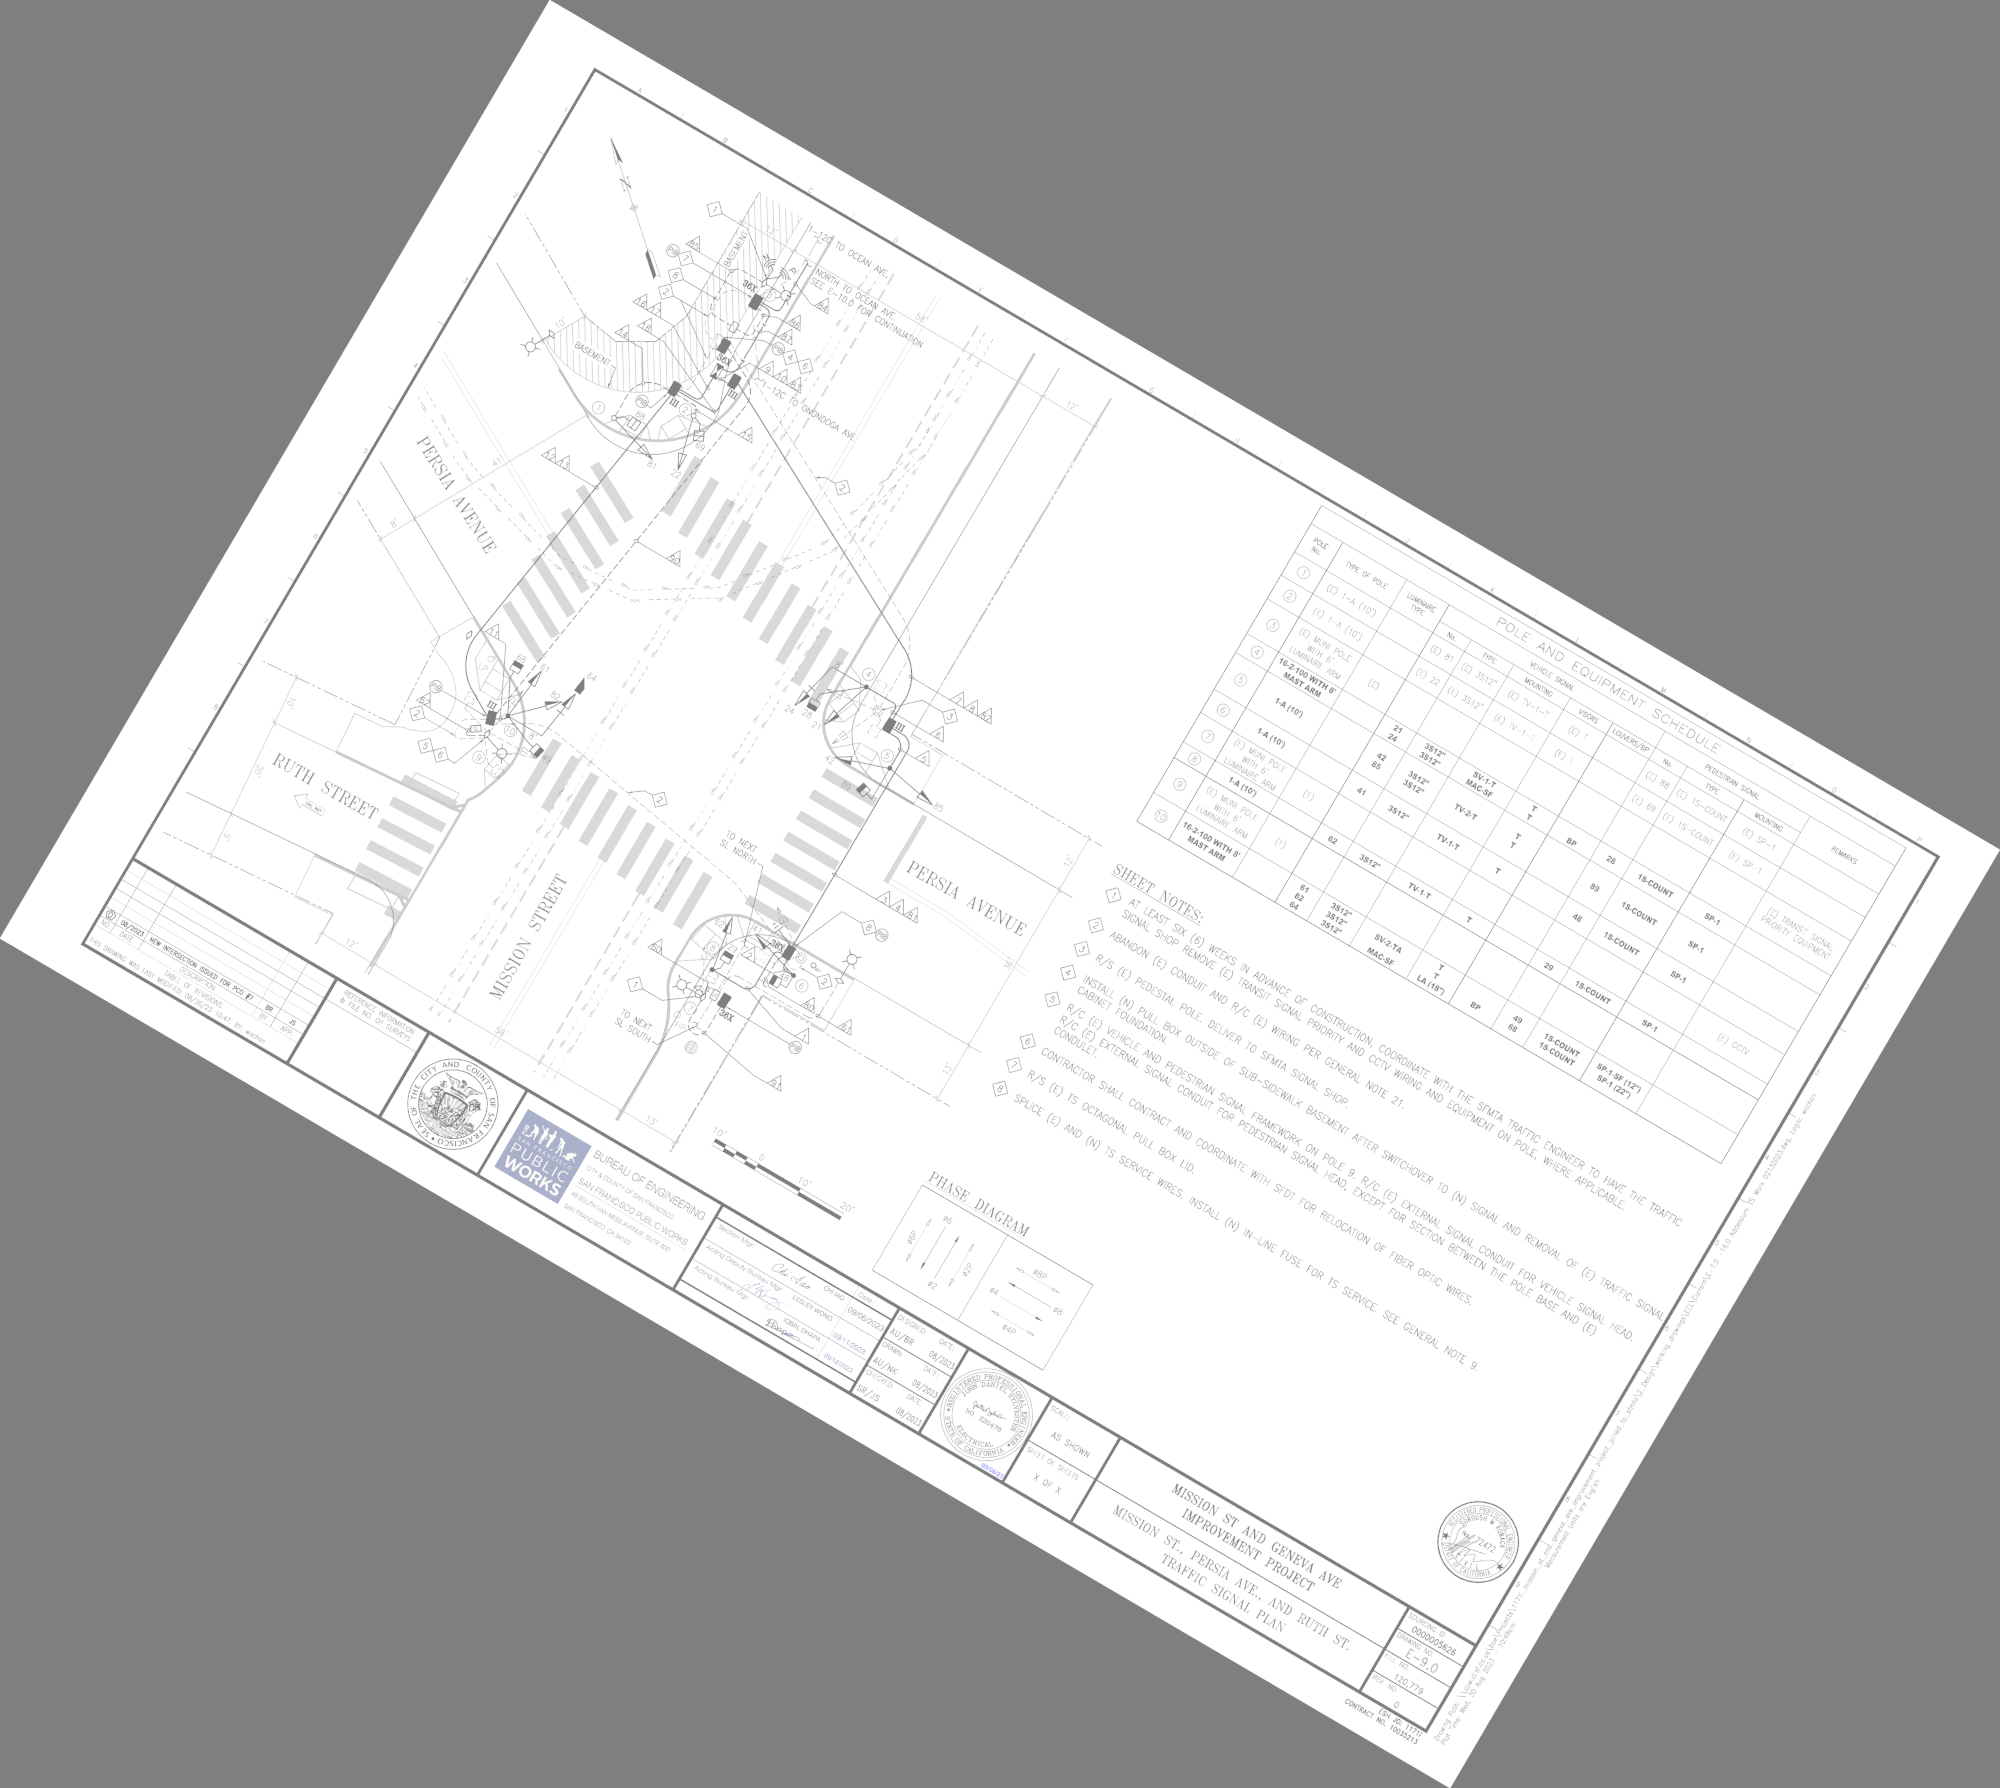 POLE AND EQUIPMENT SCHEDULE
POLE No.
TYPE OF POLE
LUMINAIRE TYPE
VEHICLE SIGNAL
PEDESTRIAN SIGNAL
REMARKS
No.
TYPE
MOUNTING
VISORS
LOUVERS/BP
No.
TYPE
MOUNTING
1 (E) 1-A (10') (E) 81 (E) 3S12" (E) TV-1-T (E) T (E) 88 (E) 1S-COUNT (E) SP-1
2 (E) 1-A (10') (E) 22 (E) 3S12" (E) TV-1-T (E) T (E) 69 (E) 1S-COUNT (E) SP-1
3 (E) MUNI POLE WITH 6' LUMINAIRE ARM (E) (E) TRANSIT SIGNAL PRIORITY EQUIPMENT
4 16-2-100 WITH 8' MAST ARM 21 3S12" SV-1-T T 28 1S-COUNT SP-1
24 3S12" MAC-SF T BP
5 1-A (10') 42 3S12" TV-2-T T 89 1S-COUNT SP-1
85 3S12" T
6 1-A (10') 41 3S12" TV-1-T T 48 1S-COUNT SP-1
7 (E) MUNI POLE WITH 6' LUMINAIRE ARM (E)
8 1-A (10') 62 3S12" TV-1-T T 29 1S-COUNT SP-1
9 (E) MUNI POLE WITH 6' LUMINAIRE ARM (E) (E) CCTV
10 16-2-100 WITH 8' MAST ARM 61 3S12" SV-2-TA T 49 1S-COUNT SP-1-SF (12")
82 3S12" T 68 1S-COUNT SP-1 (22")
64 3S12" MAC-SF LA (18") BP
SHEET NOTES:
1 AT LEAST SIX (6) WEEKS IN ADVANCE OF CONSTRUCTION, COORDINATE WITH THE SFMTA TRAFFIC ENGINEER TO HAVE THE TRAFFIC
SIGNAL SHOP REMOVE (E) TRANSIT SIGNAL PRIORITY AND CCTV WIRING AND EQUIPMENT ON POLE, WHERE APPLICABLE.
2 ABANDON (E) CONDUIT AND R/C (E) WIRING PER GENERAL NOTE 21.
3 R/S (E) PEDESTAL POLE. DELIVER TO SFMTA SIGNAL SHOP.
4 INSTALL (N) PULL BOX OUTSIDE OF SUB-SIDEWALK BASEMENT AFTER SWITCHOVER TO (N) SIGNAL AND REMOVAL OF (E) TRAFFIC SIGNAL
CABINET FOUNDATION.
5 R/C (E) VEHICLE AND PEDESTRIAN SIGNAL FRAMEWORK ON POLE 9. R/C (E) EXTERNAL SIGNAL CONDUIT FOR VEHICLE SIGNAL HEAD.
R/C (E) EXTERNAL SIGNAL CONDUIT FOR PEDESTRIAN SIGNAL HEAD, EXCEPT FOR SECTION BETWEEN THE POLE BASE AND (E)
CONDULET.
6 CONTRACTOR SHALL CONTRACT AND COORDINATE WITH SFDT FOR RELOCATION OF FIBER OPTIC WIRES.
7 R/S (E) TS OCTAGONAL PULL BOX LID.
8 SPLICE (E) AND (N) TS SERVICE WIRES. INSTALL (N) IN-LINE FUSE FOR TS SERVICE. SEE GENERAL NOTE 9.
PERSIA AVENUE
RUTH STREET
MISSION STREET
PERSIA AVENUE
BASEMENT
BASEMENT
1-12C TO OCEAN AVE.
NORTH TO OCEAN AVE.
SEE E-10.0 FOR CONTINUATION
1-12C TO ONONDOGA AVE
TO NEXT
SL NORTH
TO NEXT
SL SOUTH
10' 0 10' 20'
PHASE DIAGRAM
ø6P ø6 ø2 ø2P
ø8P ø8 ø4 ø4P
0 08/2023 NEW INTERSECTION ISSUED FOR PCO #7 BR JS
NO. DATE DESCRIPTION BY APP.
TABLE OF REVISIONS
THIS DRAWING WAS LAST MODIFIED: 08/30/23 10:47, BY wochan
REFERENCE INFORMATION
& FILE NO. OF SURVEYS
SEAL OF THE CITY AND COUNTY OF SAN FRANCISCO
SAN FRANCISCO
PUBLIC
WORKS
BUREAU OF ENGINEERING
CITY & COUNTY OF SAN FRANCISCO
SAN FRANCISCO PUBLIC WORKS
49 SOUTH VAN NESS AVENUE, SUITE 800
SAN FRANCISCO, CA 94103
Section Mgr.
CHI IAO
Date
09/06/2023
Acting Deputy Bureau Mgr.
LESLEY WONG
09/11/2023
Acting Bureau Mgr.
IQBAL DHAPA
09/12/2023
DESIGNED: DATE:
AU/BR 08/2023
DRAWN: DATE:
AU/NK 08/2023
CHECKED: DATE:
SR/JS 08/2023
REGISTERED PROFESSIONAL ENGINEER
JOHN DANIEL SYLVESTER
NO. E20478
ELECTRICAL
STATE OF CALIFORNIA
SCALE:
AS SHOWN
SHEET OF SHEETS
X OF X
MISSION ST AND GENEVA AVE
IMPROVEMENT PROJECT
MISSION ST., PERSIA AVE., AND RUTH ST.
TRAFFIC SIGNAL PLAN
REGISTERED PROFESSIONAL ENGINEER
No. 72472
CIVIL
STATE OF CALIFORNIA
SOURCING ID
0000005626
DRAWING NO.
E-9.0
FILE NO.
120,779
REV. NO
0
ESH JO: 1171I
CONTRACT NO. 10035213
Measurement Units are English
Plot Time: Wed, 30 Aug 2023 - 10:48am